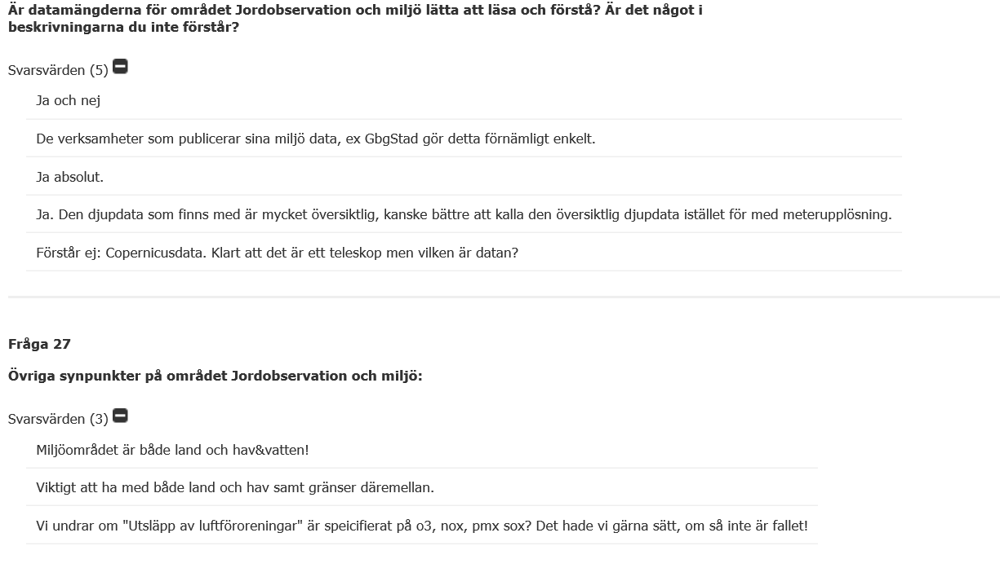 Är datamängderna för området Jordobservation och miljö lätta att läsa och förstå? Är det något i
beskrivningarna du inte förstår?
Svarsvärden (5)
Ja och nej
De verksamheter som publicerar sina miljö data, ex GbgStad gör detta förnämligt enkelt.
Ja absolut.
Ja. Den djupdata som finns med är mycket översiktlig, kanske bättre att kalla den översiktlig djupdata istället för med meterupplösning.
Förstår ej: Copernicusdata. Klart att det är ett teleskop men vilken är datan?
Fråga 27
Övriga synpunkter på området Jordobservation och miljö:
Svarsvärden (3)
Miljöområdet är både land och hav&vatten!
Viktigt att ha med både land och hav samt gränser däremellan.
Vi undrar om "Utsläpp av luftföroreningar" är speicifierat på o3, nox, pmx sox? Det hade vi gärna sätt, om så inte är fallet!